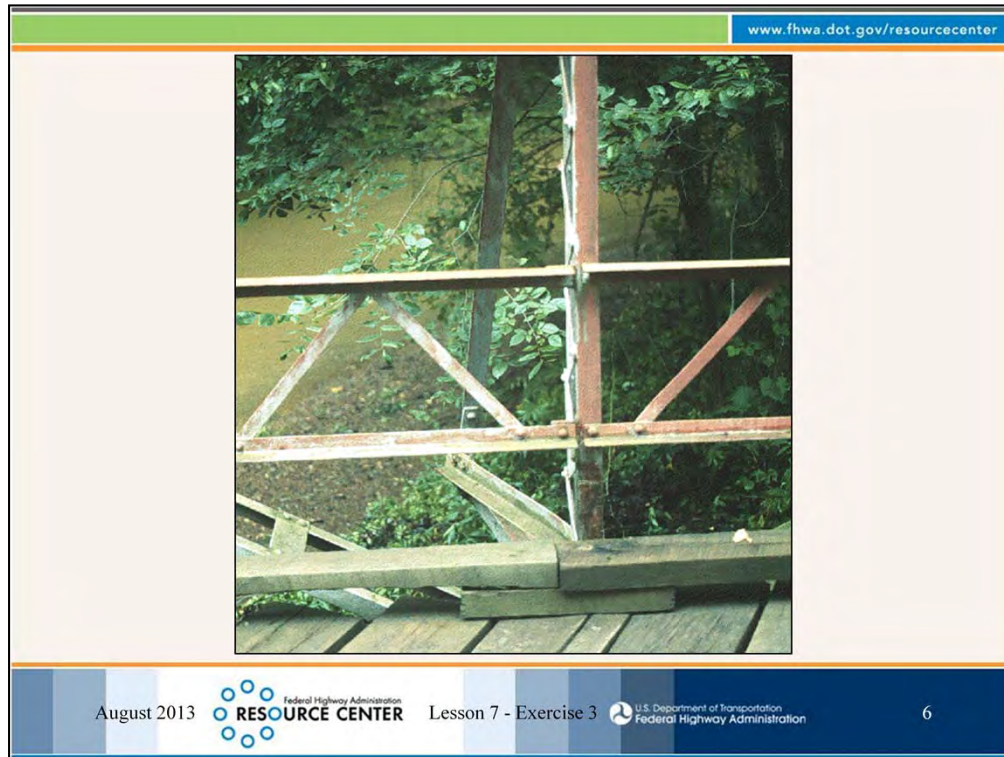 www.fhwa.dot.gov/resourcecenter
August 2013
Federal Highway Administration
RESOURCE CENTER
Lesson 7 - Exercise 3
U.S. Department of Transportation
Federal Highway Administration
6